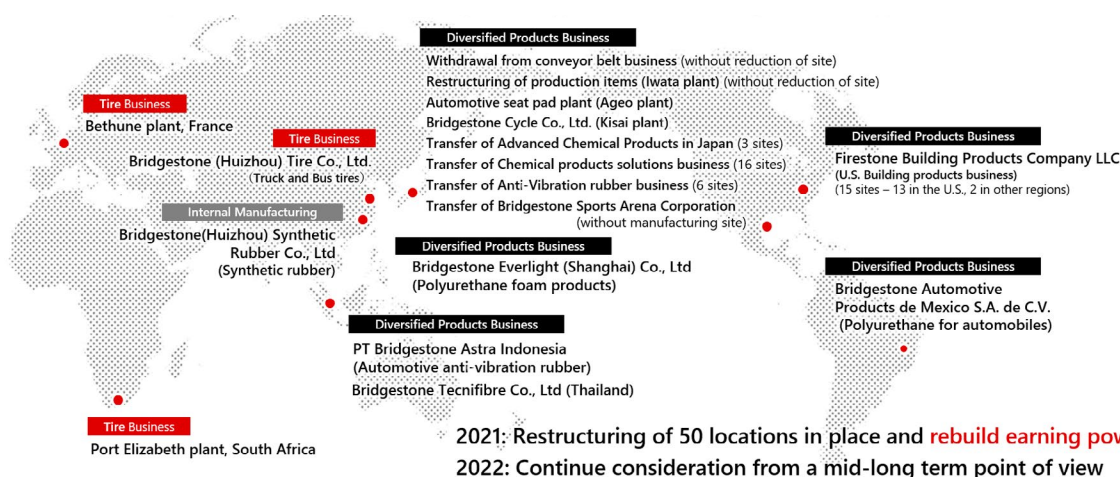 Diversified Products Business
Withdrawal from conveyor belt business (without reduction of site)
Restructuring of production items (Iwata plant) (without reduction of site)
Automotive seat pad plant (Ageo plant)
Bridgestone Cycle Co., Ltd. (Kisai plant)
Transfer of Advanced Chemical Products in Japan (3 sites)
Transfer of Chemical products solutions business (16 sites)
Transfer of Anti-Vibration rubber business (6 sites)
Transfer of Bridgestone Sports Arena Corporation
(without manufacturing site)
Tire Business
Bethune plant, France
Tire Business
Bridgestone (Huizhou) Tire Co., Ltd.
(Truck and Bus tires)
Internal Manufacturing
Bridgestone(Huizhou) Synthetic
Rubber Co., Ltd
(Synthetic rubber)
Diversified Products Business
Firestone Building Products Company LLC
(U.S. Building products business)
(15 sites – 13 in the U.S., 2 in other regions)
Diversified Products Business
Bridgestone Everlight (Shanghai) Co., Ltd
(Polyurethane foam products)
Diversified Products Business
Bridgestone Automotive
Products de Mexico S.A. de C.V.
(Polyurethane for automobiles)
Diversified Products Business
PT Bridgestone Astra Indonesia
(Automotive anti-vibration rubber)
Bridgestone Tecnifibre Co., Ltd (Thailand)
Tire Business
Port Elizabeth plant, South Africa
2021: Restructuring of 50 locations in place and rebuild earning pow
2022: Continue consideration from a mid-long term point of view